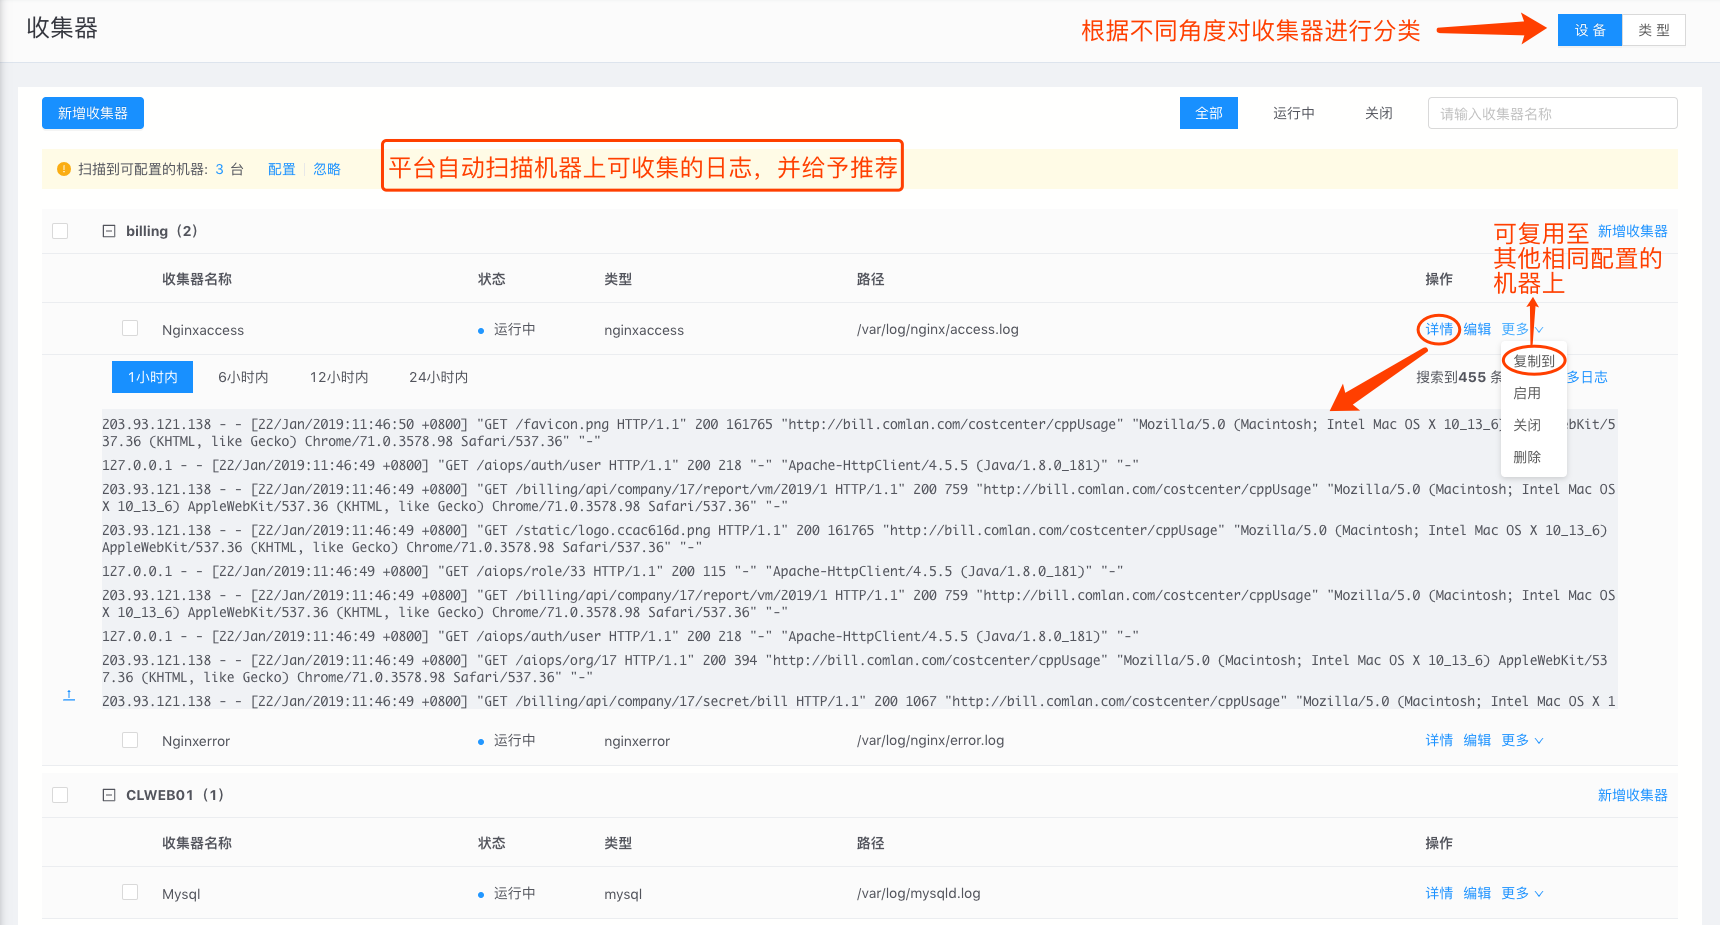 收集器
根据不同角度对收集器进行分类
设 备
类 型
新增收集器
全部
运行中
关闭
请输入收集器名称
扫描到可配置的机器: 3 台
配置
忽略
平台自动扫描机器上可收集的日志，并给予推荐
billing（2）
新增收集器
可复用至
其他相同配置的
机器上
收集器名称
状态
类型
路径
操作
Nginxaccess
运行中
nginxaccess
/var/log/nginx/access.log
详情
编辑
更多
复制到
启用
关闭
删除
1小时内
6小时内
12小时内
24小时内
搜索到455 条
多日志
203.93.121.138 - - [22/Jan/2019:11:46:50 +0800] "GET /favicon.png HTTP/1.1" 200 161765 "http://bill.comlan.com/costcenter/cppUsage" "Mozilla/5.0 (Macintosh; Intel Mac OS X 10_13_6) ebKit/5
37.36 (KHTML, like Gecko) Chrome/71.0.3578.98 Safari/537.36" "-"
127.0.0.1 - - [22/Jan/2019:11:46:49 +0800] "GET /aiops/auth/user HTTP/1.1" 200 218 "-" "Apache-HttpClient/4.5.5 (Java/1.8.0_181)" "-"
203.93.121.138 - - [22/Jan/2019:11:46:49 +0800] "GET /billing/api/company/17/report/vm/2019/1 HTTP/1.1" 200 759 "http://bill.comlan.com/costcenter/cppUsage" "Mozilla/5.0 (Macintosh; Intel Mac OS
X 10_13_6) AppleWebKit/537.36 (KHTML, like Gecko) Chrome/71.0.3578.98 Safari/537.36" "-"
203.93.121.138 - - [22/Jan/2019:11:46:49 +0800] "GET /static/logo.ccac616d.png HTTP/1.1" 200 161765 "http://bill.comlan.com/costcenter/cppUsage" "Mozilla/5.0 (Macintosh; Intel Mac OS X 10_13_6)
AppleWebKit/537.36 (KHTML, like Gecko) Chrome/71.0.3578.98 Safari/537.36" "-"
127.0.0.1 - - [22/Jan/2019:11:46:49 +0800] "GET /aiops/role/33 HTTP/1.1" 200 115 "-" "Apache-HttpClient/4.5.5 (Java/1.8.0_181)" "-"
203.93.121.138 - - [22/Jan/2019:11:46:49 +0800] "GET /billing/api/company/17/report/vm/2019/1 HTTP/1.1" 200 759 "http://bill.comlan.com/costcenter/cppUsage" "Mozilla/5.0 (Macintosh; Intel Mac OS
X 10_13_6) AppleWebKit/537.36 (KHTML, like Gecko) Chrome/71.0.3578.98 Safari/537.36" "-"
127.0.0.1 - - [22/Jan/2019:11:46:49 +0800] "GET /aiops/auth/user HTTP/1.1" 200 218 "-" "Apache-HttpClient/4.5.5 (Java/1.8.0_181)" "-"
203.93.121.138 - - [22/Jan/2019:11:46:49 +0800] "GET /aiops/org/17 HTTP/1.1" 200 394 "http://bill.comlan.com/costcenter/cppUsage" "Mozilla/5.0 (Macintosh; Intel Mac OS X 10_13_6) AppleWebKit/53
7.36 (KHTML, like Gecko) Chrome/71.0.3578.98 Safari/537.36" "-"
203.93.121.138 - - [22/Jan/2019:11:46:49 +0800] "GET /billing/api/company/17/secret/bill HTTP/1.1" 200 1067 "http://bill.comlan.com/costcenter/cppUsage" "Mozilla/5.0 (Macintosh; Intel Mac OS X 1
Nginxerror
运行中
nginxerror
/var/log/nginx/error.log
详情
编辑
更多
CLWEB01（1）
新增收集器
收集器名称
状态
类型
路径
操作
Mysql
运行中
mysql
/var/log/mysqld.log
详情
编辑
更多